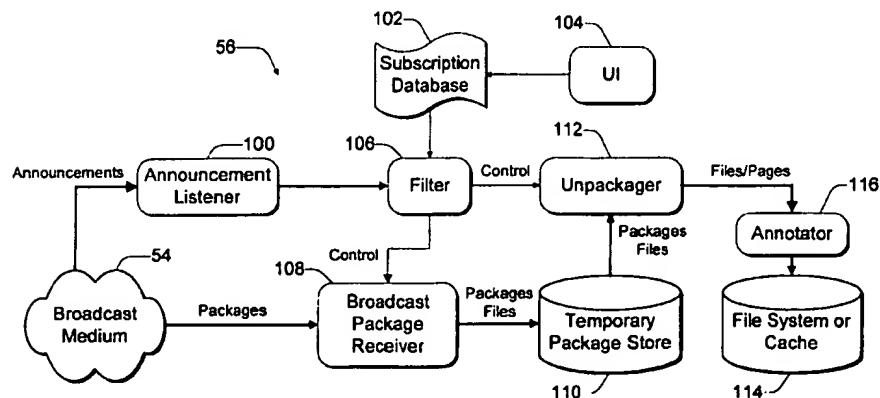 102
104
56
Subscription
Database
UI
100
106
112
Announcements
Announcement
Listener
Filter
Control
Unpackager
Files/Pages
116
Packages
Files
Annotator
54
108
Control
Broadcast
Medium
Packages
Broadcast
Package
Receiver
Packages
Files
Temporary
Package Store
File System or
Cache
110
114